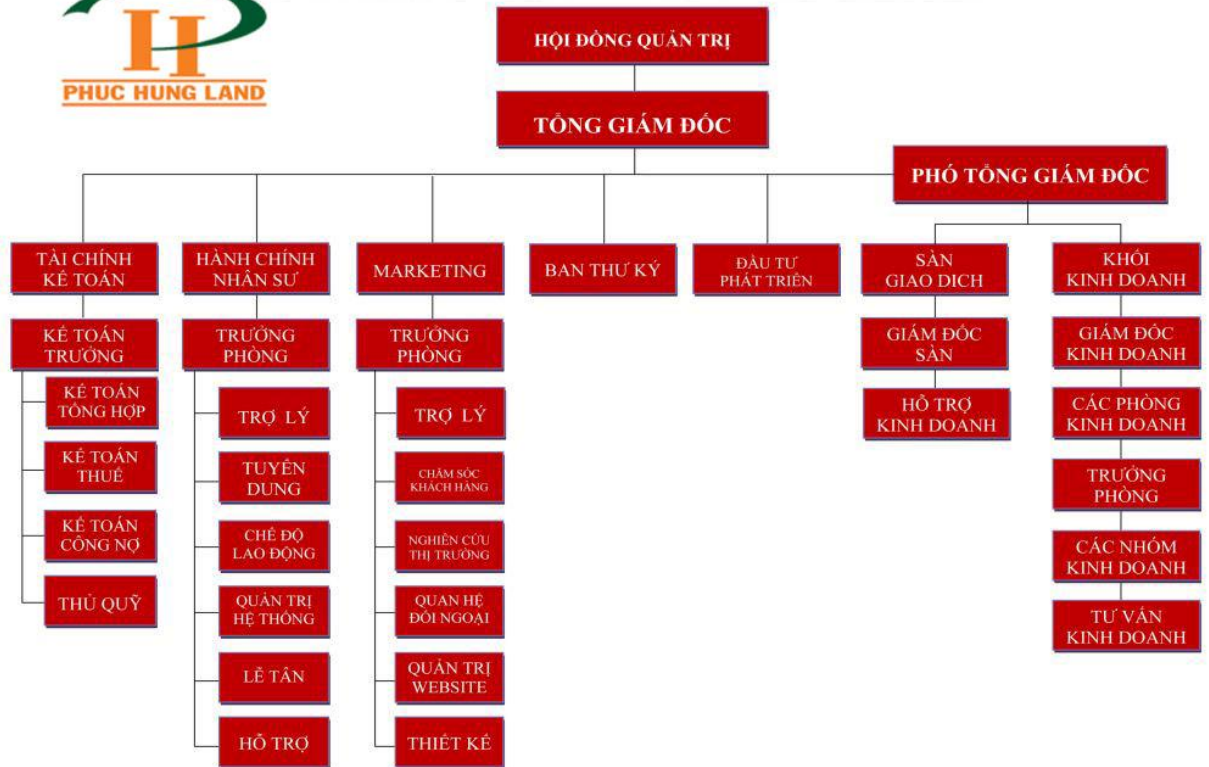 PHUC HUNG LAND
HỘI ĐỒNG QUẢN TRỊ
TỔNG GIÁM ĐỐC
PHÓ TỔNG GIÁM ĐỐC
TÀI CHÍNH
KẾ TOÁN
HÀNH CHÍNH
NHÂN SƯ
MARKETING
BAN THƯ KÝ
ĐẦU TƯ
PHÁT TRIỂN
SÀN
GIAO DICH
KHỐI
KINH DOANH
KẾ TOÁN
TRƯỞNG
TRƯỞNG
PHÒNG
TRƯỞNG
PHÒNG
GIÁM ĐỐC
SÀN
GIÁM ĐỐC
KINH DOANH
KẾ TOÁN
TỔNG HỢP
KẾ TOÁN
THUẾ
KẾ TOÁN
CÔNG NỢ
THỦ QUỸ
TRỢ LÝ
TUYỂN
DUNG
CHẾ ĐỘ
LAO ĐỘNG
QUẢN TRỊ
HỆ THỐNG
LỄ TÂN
HỖ TRỢ
TRỢ LÝ
CHĂM SÓC
KHÁCH HÀNG
NGHIÊN CỨU
THỊ TRƯỜNG
QUAN HỆ
ĐỐI NGOẠI
QUẢN TRỊ
WEBSITE
THIẾT KẾ
HỖ TRỢ
KINH DOANH
CÁC PHÒNG
KINH DOANH
TRƯỞNG
PHÒNG
CÁC NHÓM
KINH DOANH
TƯ VẤN
KINH DOANH